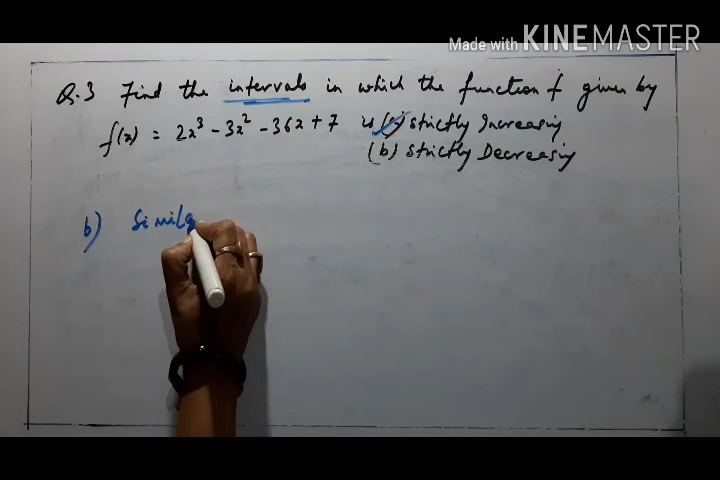 Made with KINEMASTER
Q.3 Find the intervals in which the function f given by
f(x) = 2x³ - 3x² - 36x + 7 is (a) strictly Increasing
(b) strictly Decreasing
b) Simila